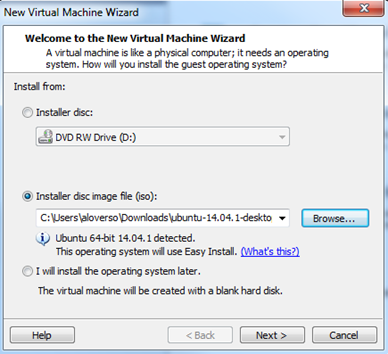 New Virtual Machine Wizard
Welcome to the New Virtual Machine Wizard
A virtual machine is like a physical computer; it needs an operating
system. How will you install the guest operating system?
Install from:
Installer disc:
DVD RW Drive (D:)
Installer disc image file (iso):
C:\Users\aloverso\Downloads\ubuntu-14.04.1-deskto
Browse...
Ubuntu 64-bit 14.04.1 detected.
This operating system will use Easy Install. (What's this?)
I will install the operating system later.
The virtual machine will be created with a blank hard disk.
Help
< Back
Next >
Cancel